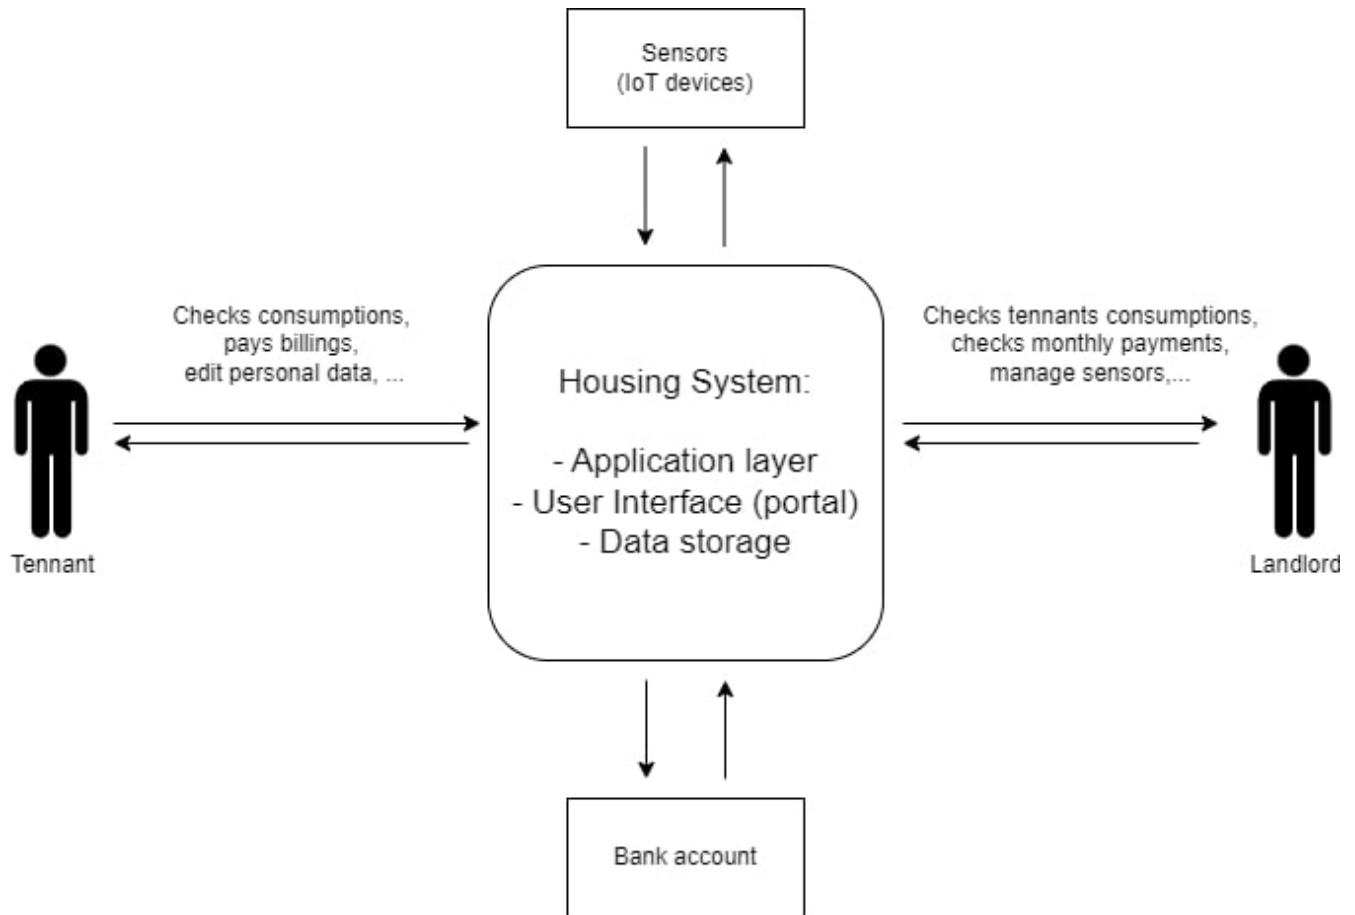 Sensors
(IoT devices)
Checks consumptions,
pays billings,
edit personal data, ...
Checks tennants consumptions,
checks monthly payments,
manage sensors,...
Housing System:
- Application layer
- User Interface (portal)
- Data storage
Tennant
Landlord
Bank account